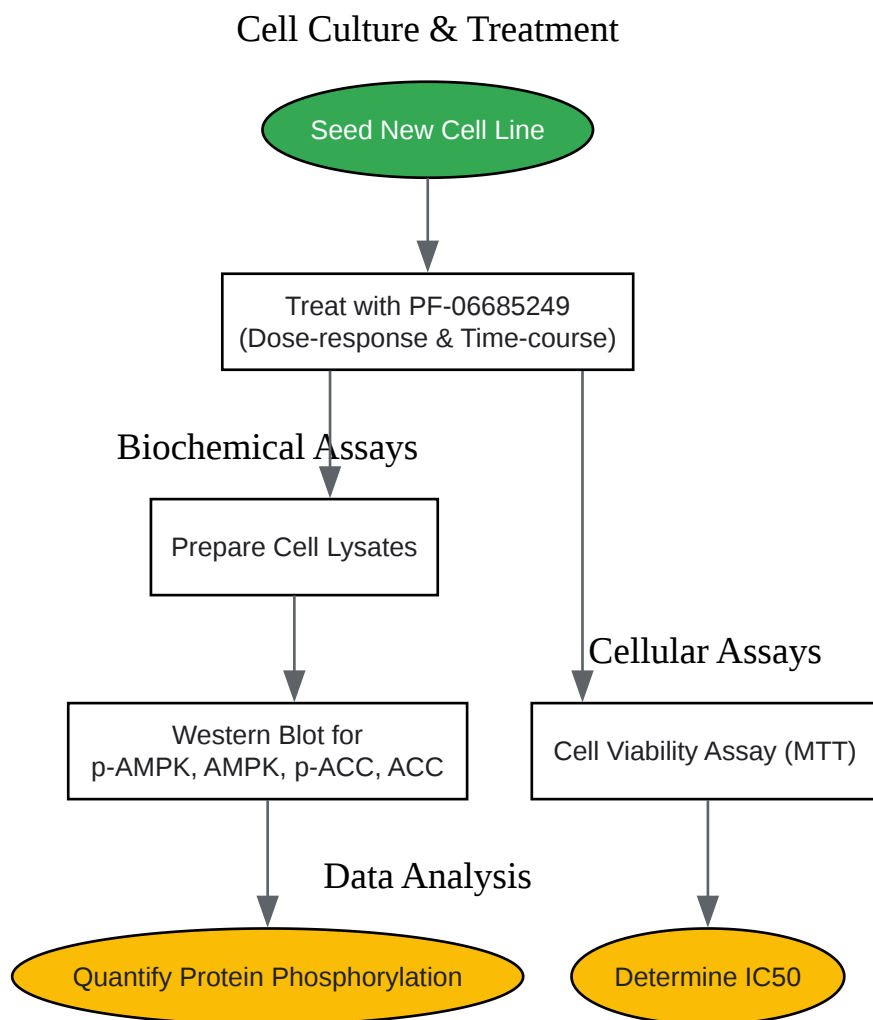 Cell Culture & Treatment
Seed New Cell Line
Treat with PF-06685249
(Dose-response & Time-course)
Biochemical Assays
Prepare Cell Lysates
Cellular Assays
Western Blot for
p-AMPK, AMPK, p-ACC, ACC
Cell Viability Assay (MTT)
Data Analysis
Quantify Protein Phosphorylation
Determine IC50